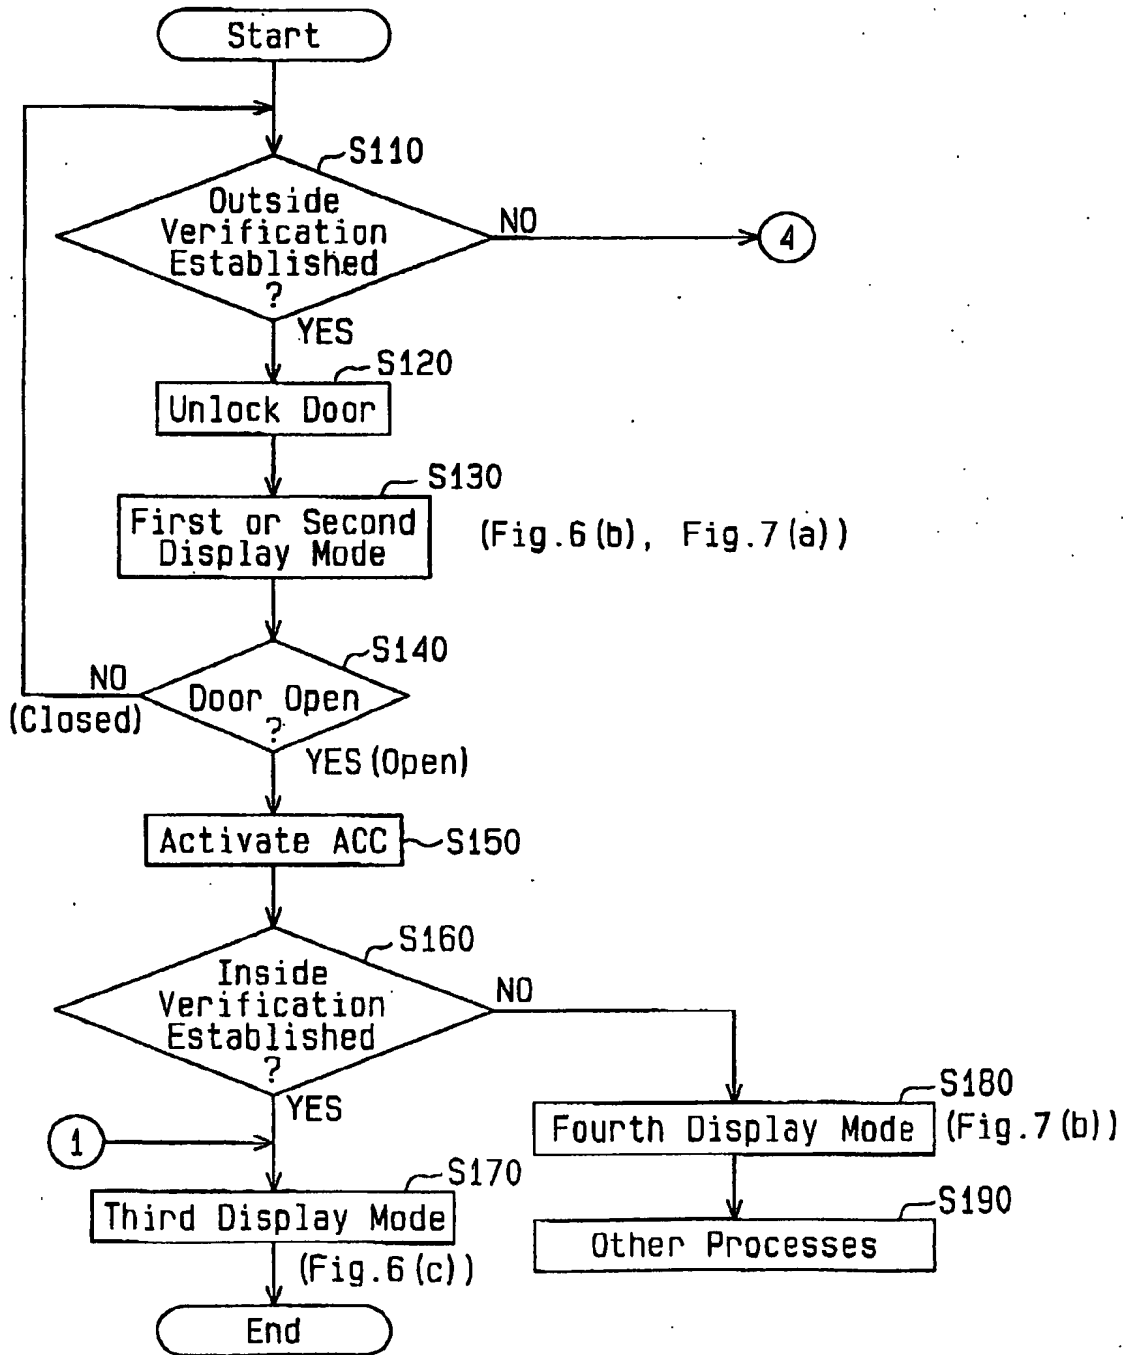 Start
S110
Outside
Verification
Established
?
NO
4
YES
S120
Unlock Door
S130
First or Second
Display Mode
(Fig.6(b), Fig.7(a))
S140
NO
(Closed)
Door Open
?
YES(Open)
Activate ACC
S150
S160
Inside
Verification
Established
?
NO
YES
1
S180
Fourth Display Mode
(Fig.7(b))
S170
Third Display Mode
(Fig.6(c))
S190
Other Processes
End